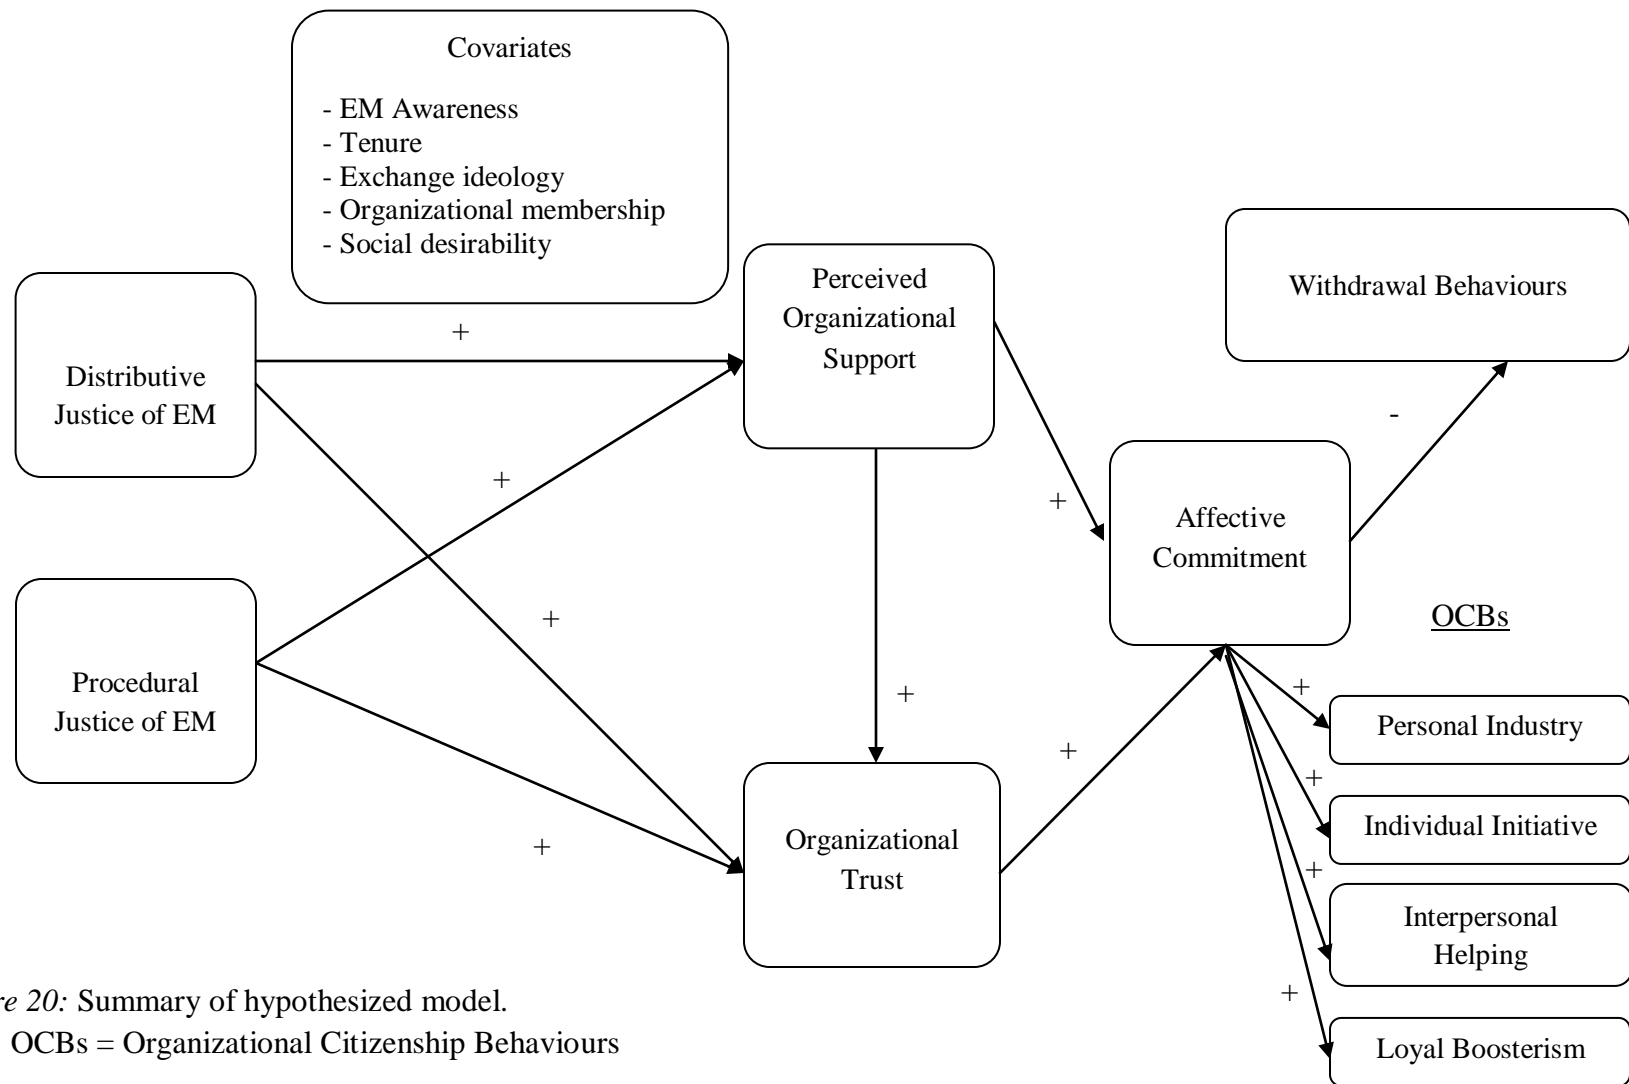 Covariates
- EM Awareness
- Tenure
- Exchange ideology
- Organizational membership
- Social desirability
Distributive
Justice of EM
Procedural
Justice of EM
+
+
+
+
Perceived
Organizational
Support
+
Organizational
Trust
+
+
Affective
Commitment
-
Withdrawal Behaviours
OCBs
+
Personal Industry
+
Individual Initiative
+
Interpersonal
Helping
+
Loyal Boosterism
re 20: Summary of hypothesized model.
OCBs = Organizational Citizenship Behaviours